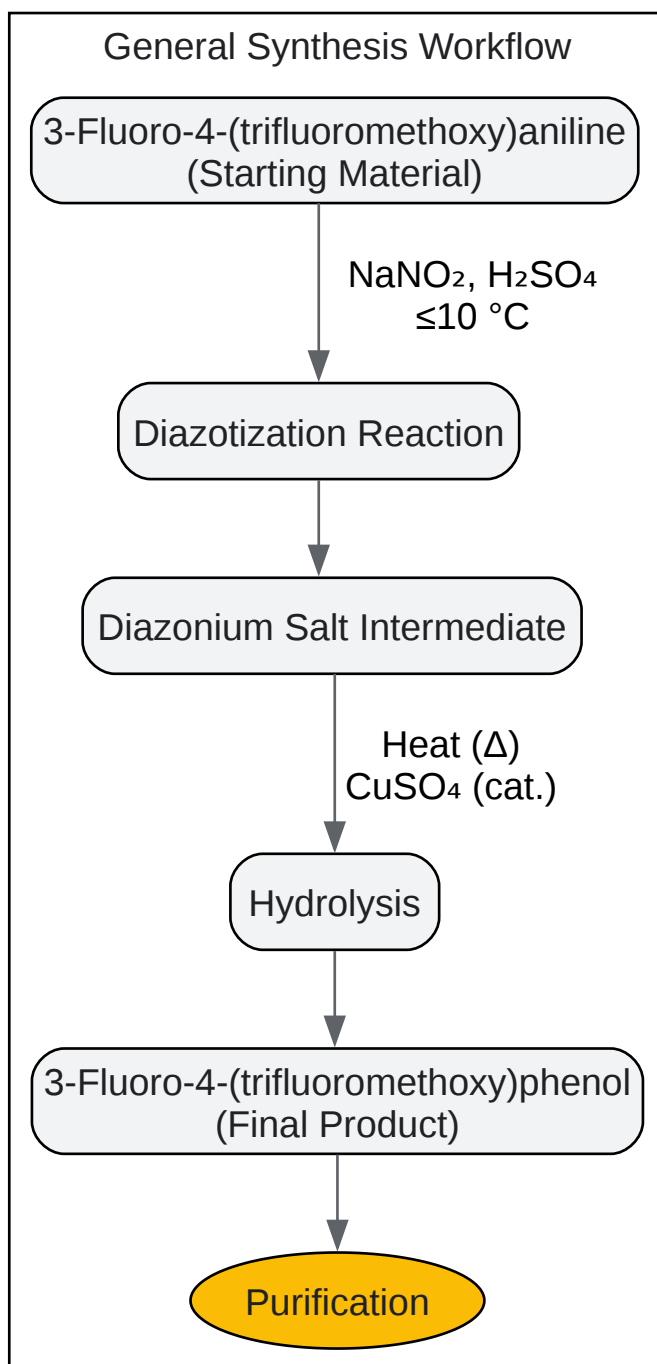 General Synthesis Workflow
3-Fluoro-4-(trifluoromethoxy)aniline
(Starting Material)
NaNO₂, H₂SO₄
≤10 °C
Diazotization Reaction
Diazonium Salt Intermediate
Heat (Δ)
CuSO₄ (cat.)
Hydrolysis
3-Fluoro-4-(trifluoromethoxy)phenol
(Final Product)
Purification